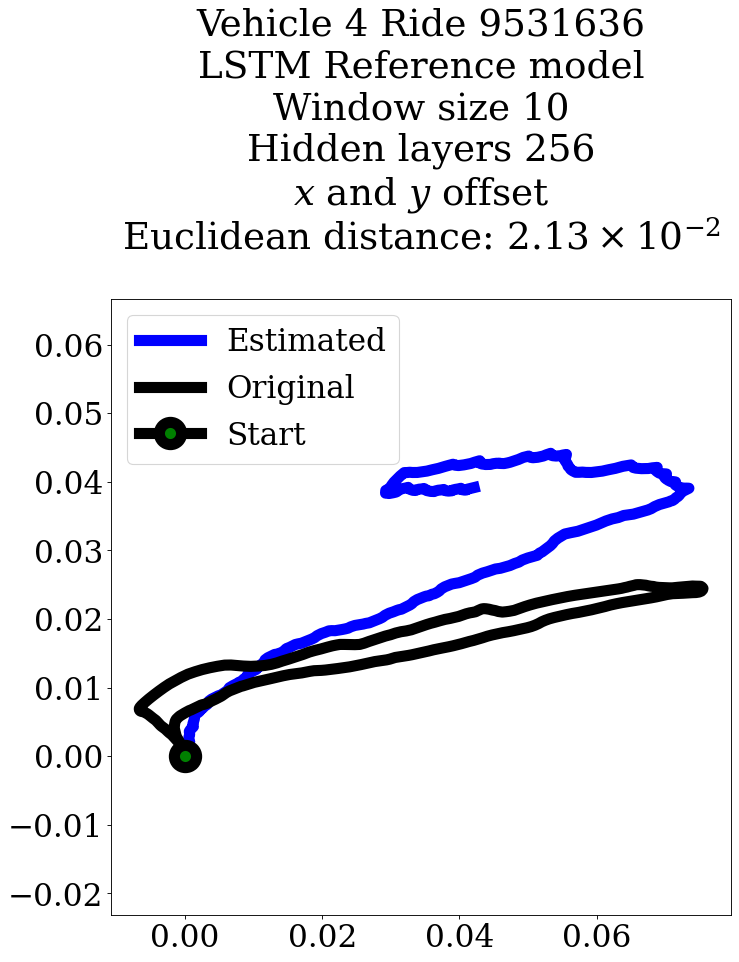 Vehicle 4 Ride 9531636
LSTM Reference model
Window size 10
Hidden layers 256
x and y offset
Euclidean distance: 2.13 × 10⁻²
Estimated
Original
Start
0.06
0.05
0.04
0.03
0.02
0.01
0.00
−0.01
−0.02
0.00 0.02 0.04 0.06